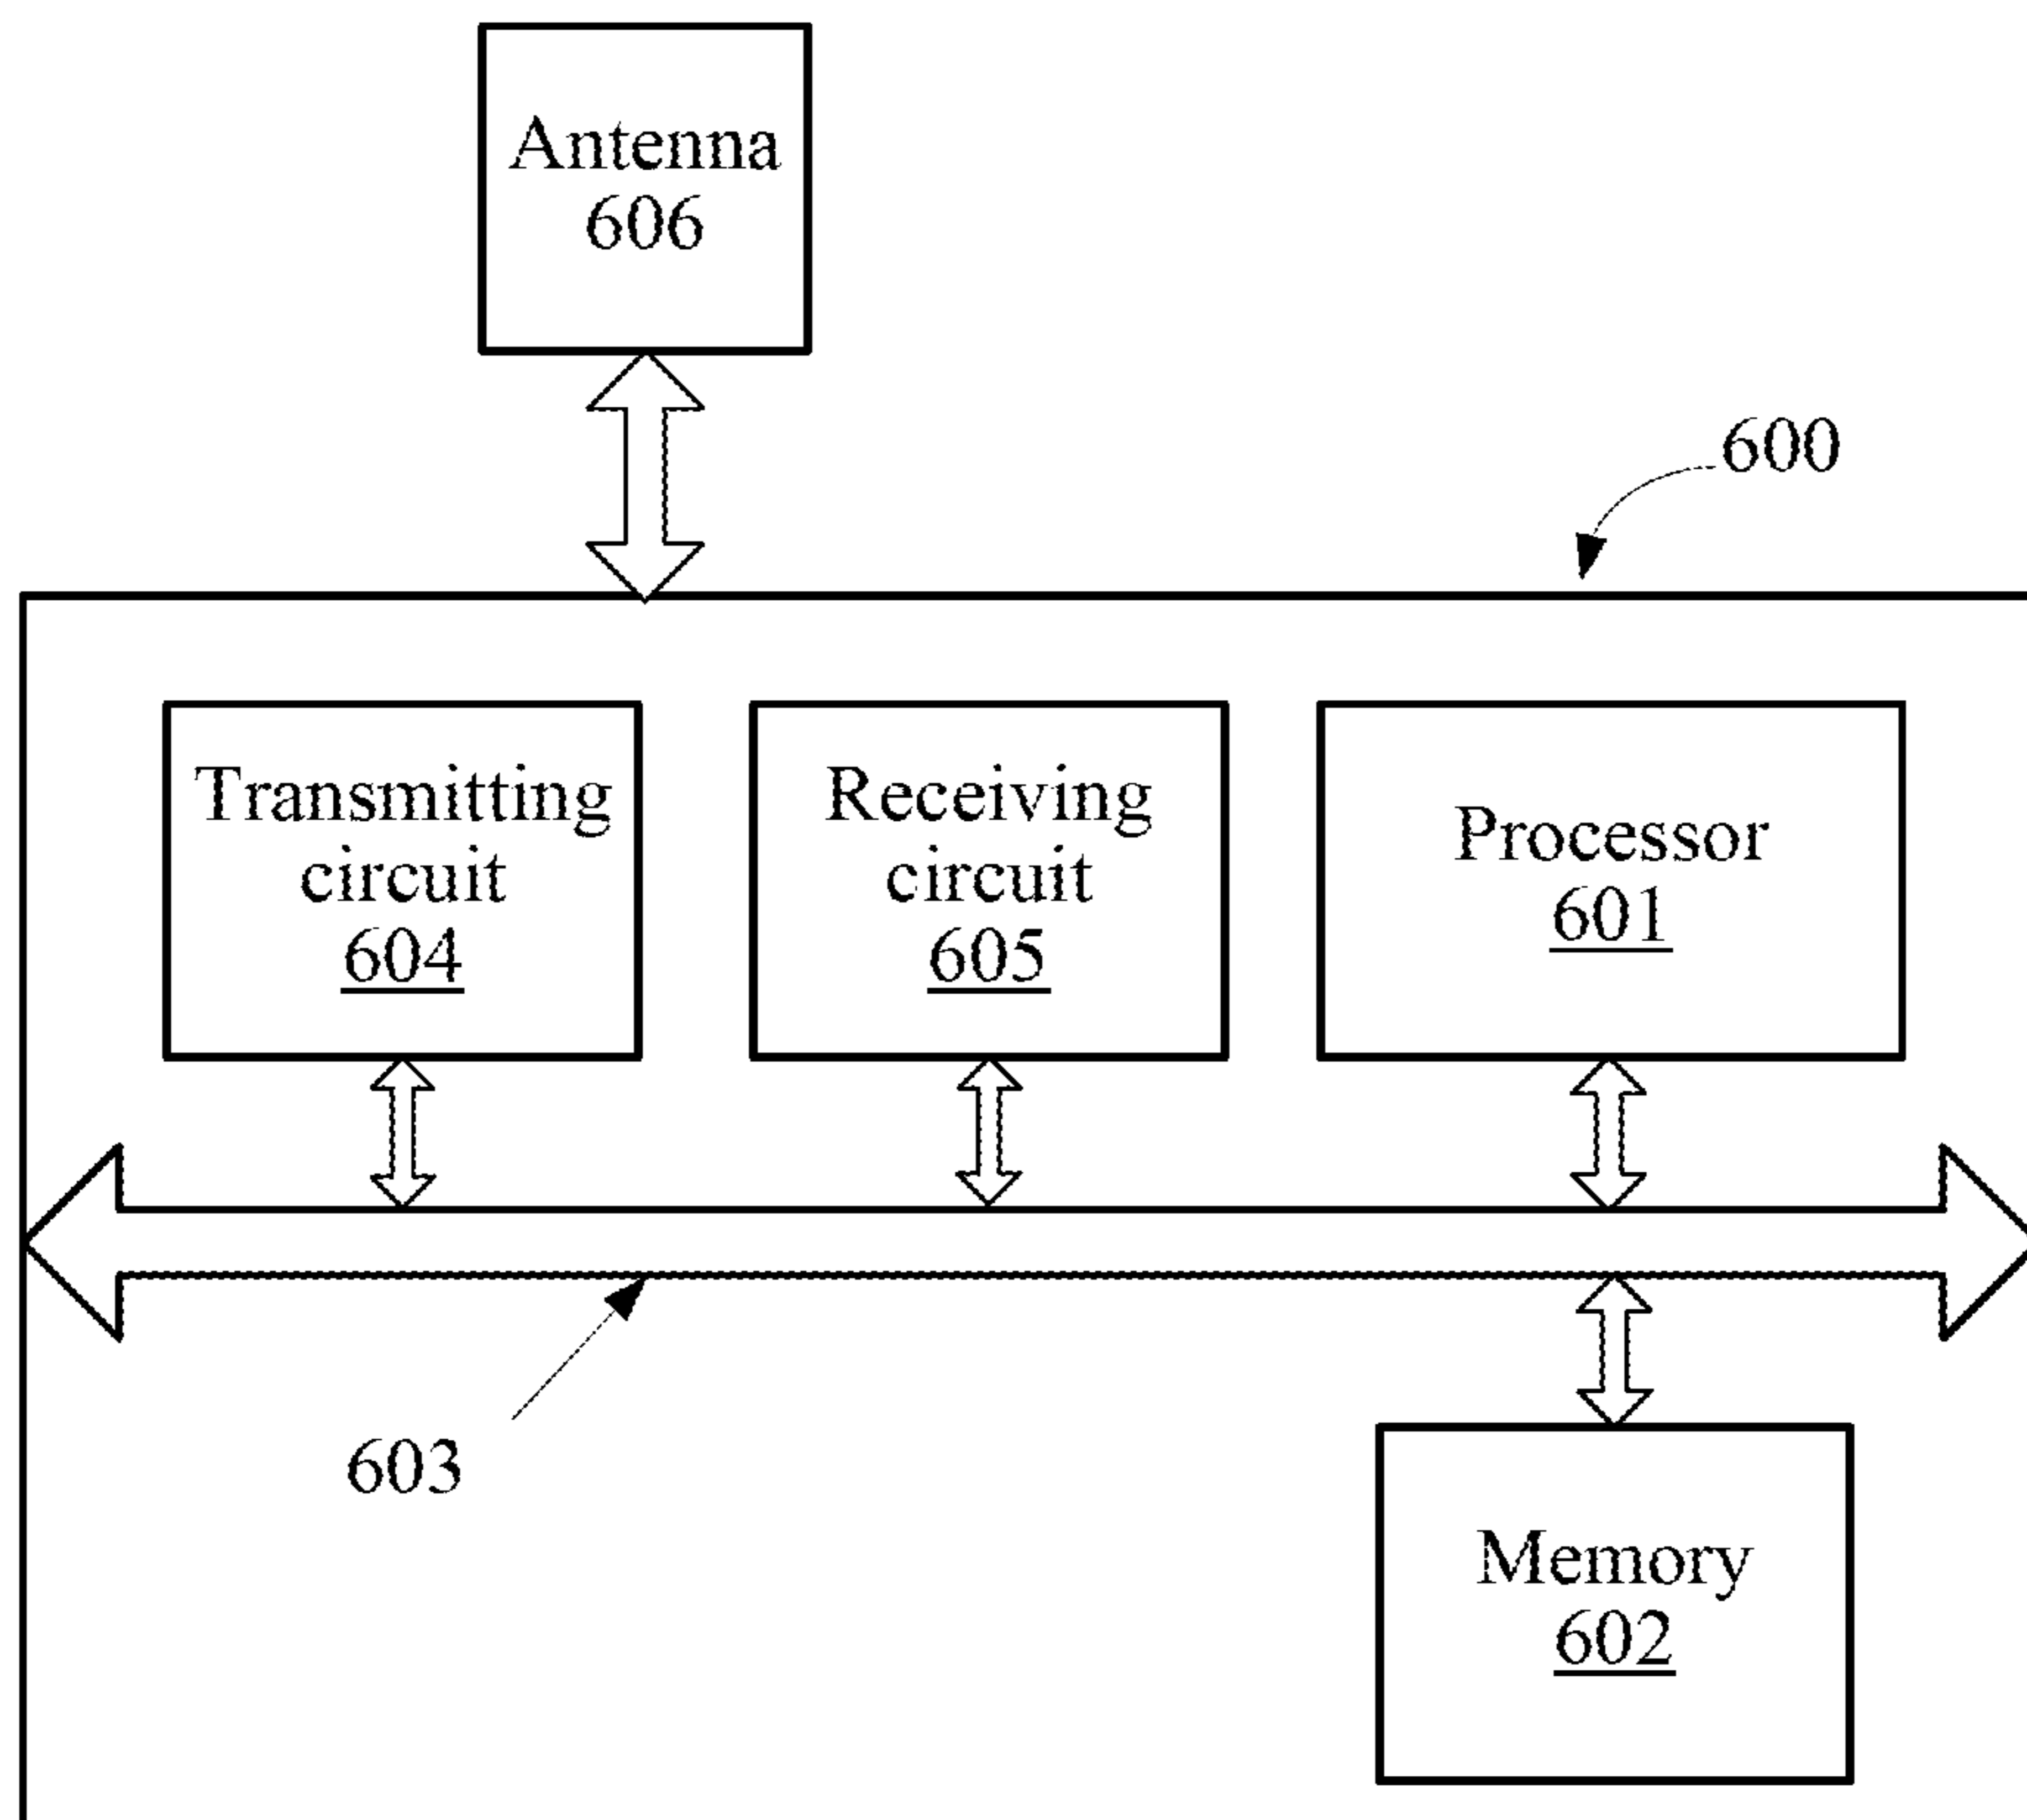 Antenna
606
600
Transmitting
circuit
604
Receiving
circuit
605
Processor
601
603
Memory
602